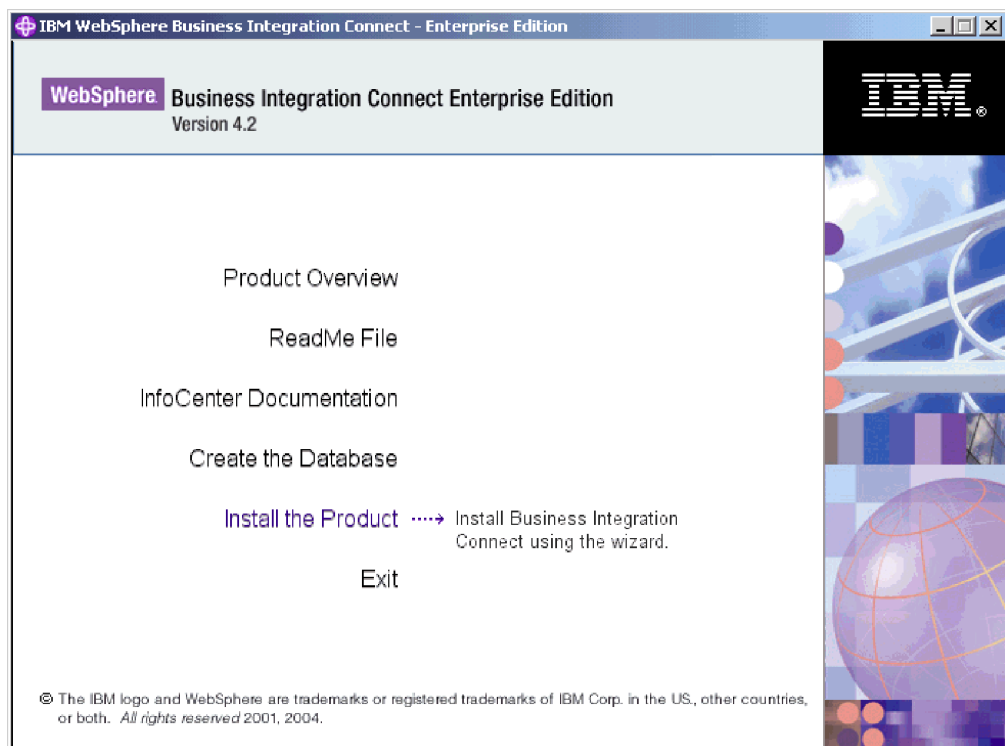 IBM WebSphere Business Integration Connect - Enterprise Edition
WebSphere. Business Integration Connect Enterprise Edition
Version 4.2
IBM®
Product Overview
ReadMe File
InfoCenter Documentation
Create the Database
Install the Product
Install Business Integration
Connect using the wizard.
Exit
© The IBM logo and WebSphere are trademarks or registered trademarks of IBM Corp. in the US., other countries,
or both. All rights reserved 2001, 2004.